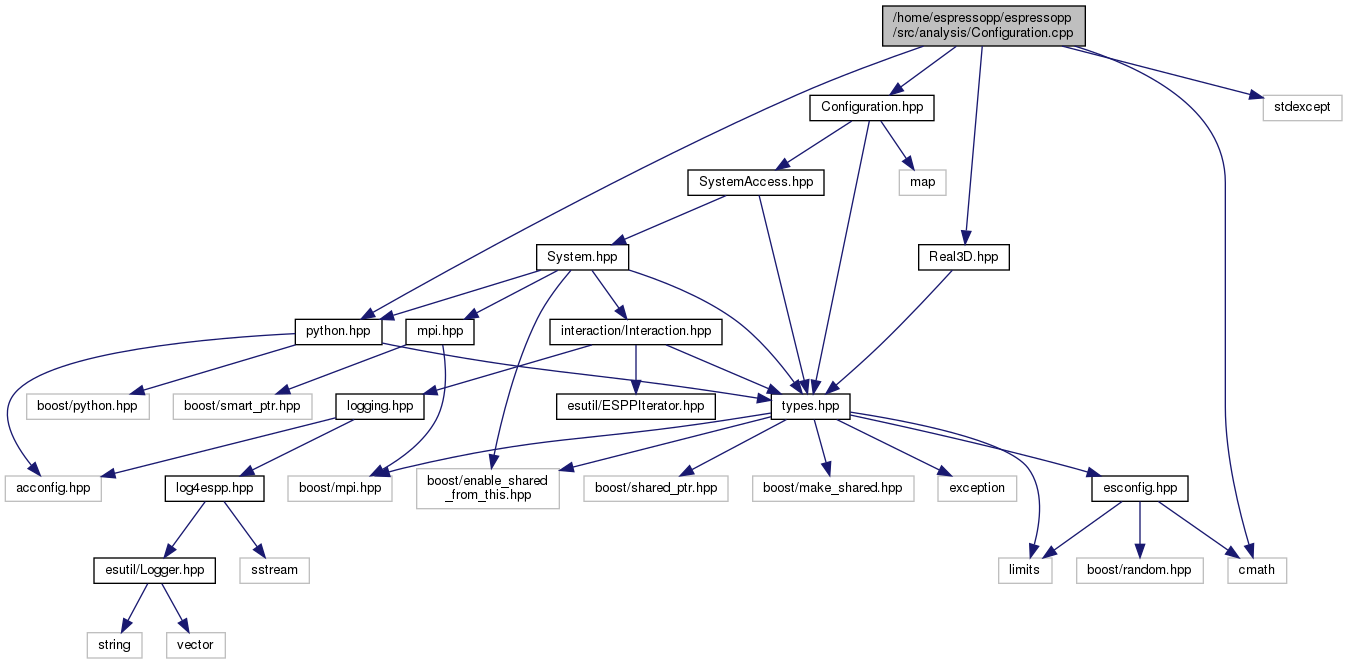 /home/espressopp/espressopp
/src/analysis/Configuration.cpp
Configuration.hpp
stdexcept
SystemAccess.hpp
map
System.hpp
Real3D.hpp
python.hpp
mpi.hpp
interaction/Interaction.hpp
boost/python.hpp
boost/smart_ptr.hpp
logging.hpp
esutil/ESPPIterator.hpp
types.hpp
acconfig.hpp
log4espp.hpp
boost/mpi.hpp
boost/enable_shared
_from_this.hpp
boost/shared_ptr.hpp
boost/make_shared.hpp
exception
esconfig.hpp
esutil/Logger.hpp
sstream
limits
boost/random.hpp
cmath
string
vector